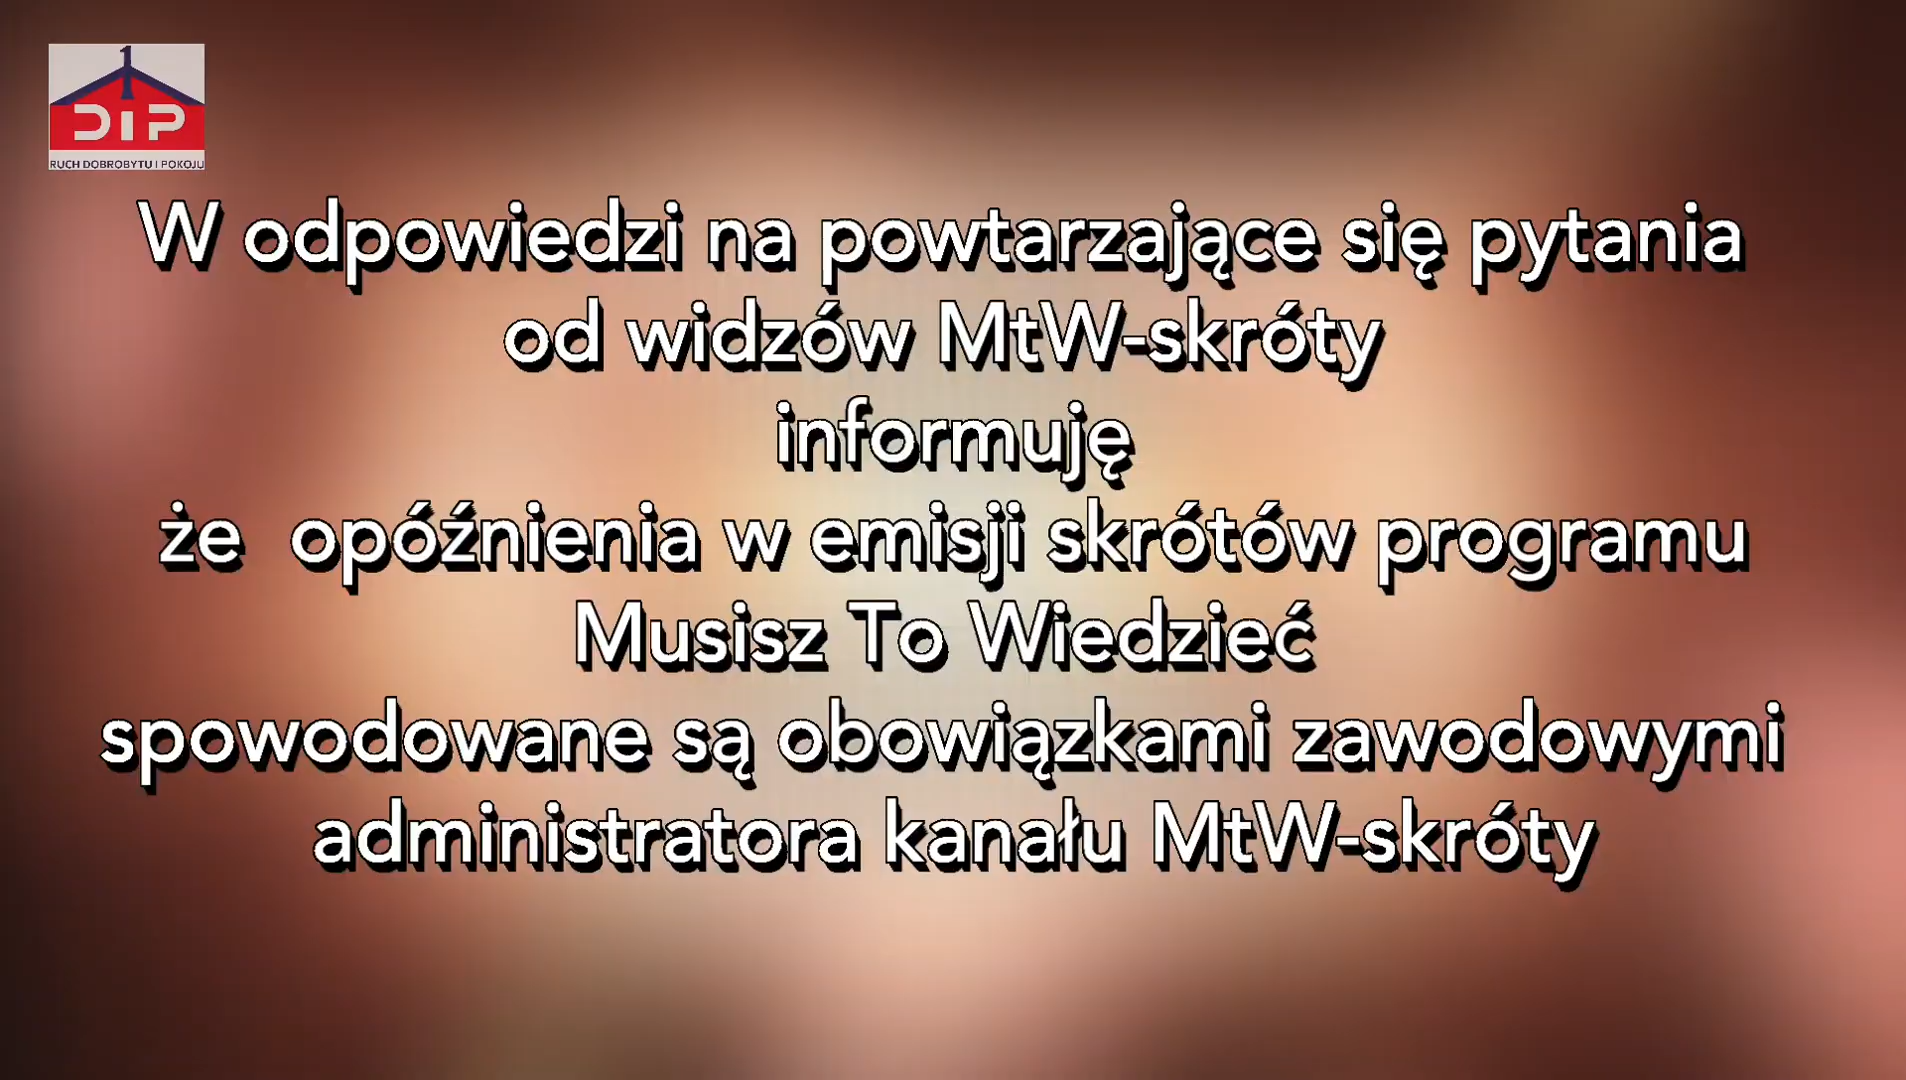 1
DiP
RUCH DOBROBYTU I POKOJU
W odpowiedzi na powtarzające się pytania
od widzów MtW-skróty
informuję
że  opóźnienia w emisji skrótów programu
Musisz To Wiedzieć
spowodowane są obowiązkami zawodowymi
administratora kanału MtW-skróty